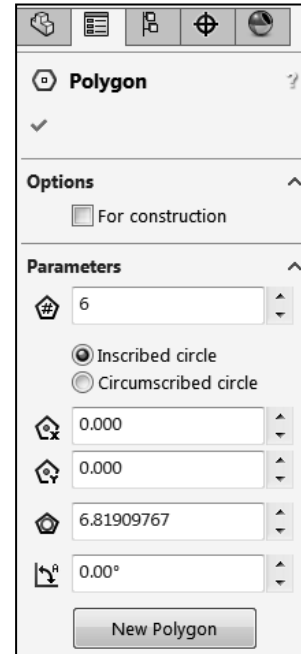 Polygon ?
Options
For construction
Parameters
6
Inscribed circle
Circumscribed circle
0.000
0.000
6.81909767
0.00°
New Polygon